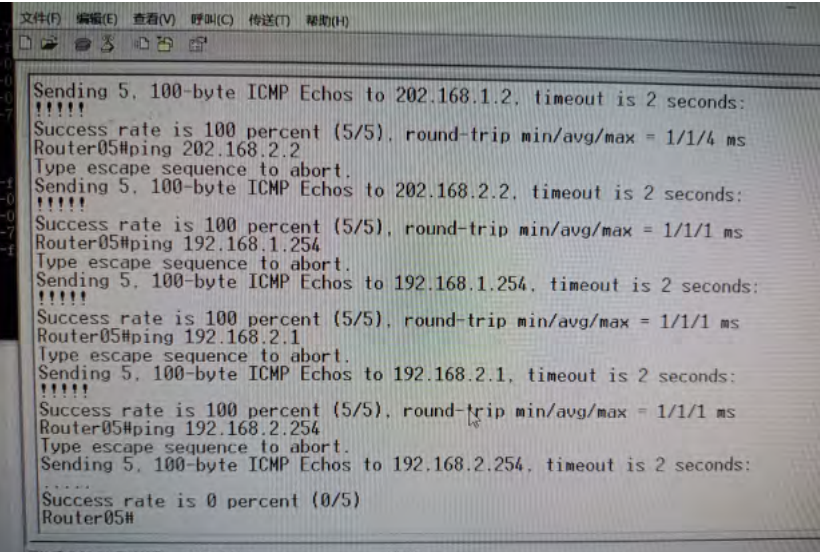 文件(F) 编辑(E) 查看(V) 呼叫(C) 传送(T) 帮助(H)
Sending 5, 100-byte ICMP Echos to 202.168.1.2, timeout is 2 seconds:
!!!!!
Success rate is 100 percent (5/5), round-trip min/avg/max = 1/1/4 ms
Router05#ping 202.168.2.2
Type escape sequence to abort.
Sending 5, 100-byte ICMP Echos to 202.168.2.2, timeout is 2 seconds:
!!!!!
Success rate is 100 percent (5/5), round-trip min/avg/max = 1/1/1 ms
Router05#ping 192.168.1.254
Type escape sequence to abort.
Sending 5, 100-byte ICMP Echos to 192.168.1.254, timeout is 2 seconds:
!!!!!
Success rate is 100 percent (5/5), round-trip min/avg/max = 1/1/1 ms
Router05#ping 192.168.2.1
Type escape sequence to abort.
Sending 5, 100-byte ICMP Echos to 192.168.2.1, timeout is 2 seconds:
!!!!!
Success rate is 100 percent (5/5), round-trip min/avg/max = 1/1/1 ms
Router05#ping 192.168.2.254
Type escape sequence to abort.
Sending 5, 100-byte ICMP Echos to 192.168.2.254, timeout is 2 seconds:
.....
Success rate is 0 percent (0/5)
Router05#